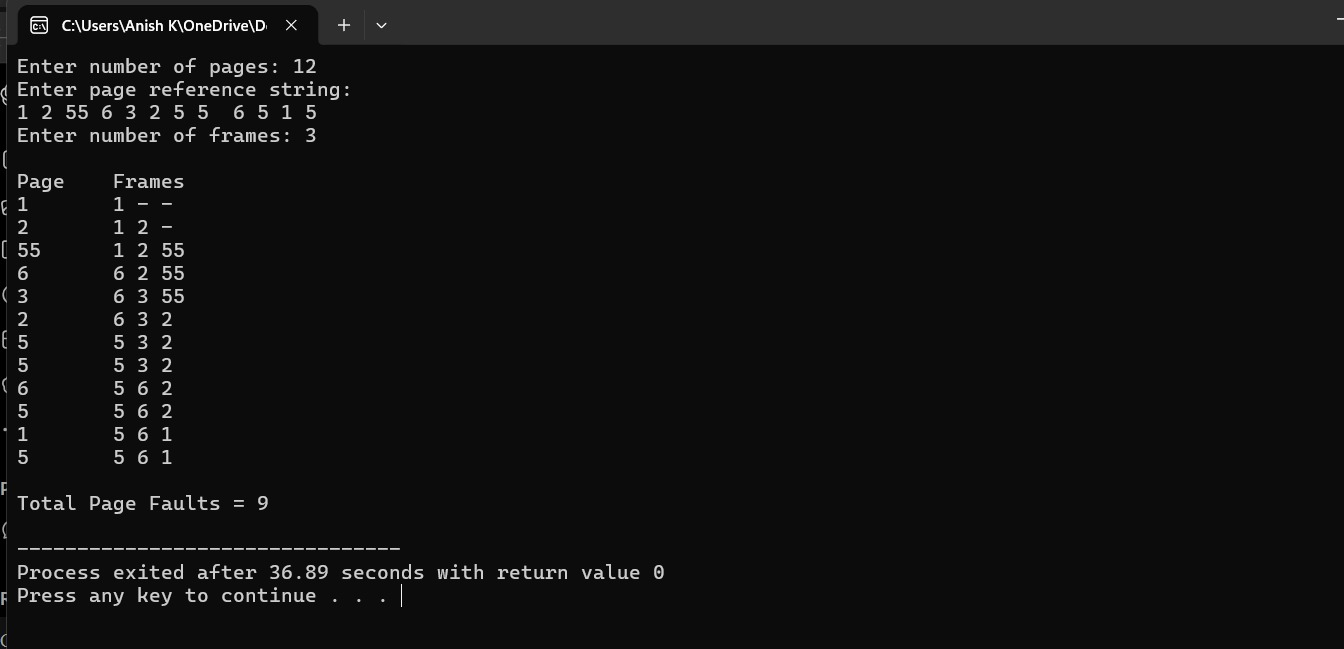 C:\Users\Anish K\OneDrive\D
Enter number of pages: 12
Enter page reference string:
1 2 55 6 3 2 5 5  6 5 1 5
Enter number of frames: 3
Page    Frames
1       1 - -
2       1 2 -
55      1 2 55
6       6 2 55
3       6 3 55
2       6 3 2
5       5 3 2
5       5 3 2
6       5 6 2
5       5 6 2
1       5 6 1
5       5 6 1
Total Page Faults = 9
--------------------------------
Process exited after 36.89 seconds with return value 0
Press any key to continue . . .